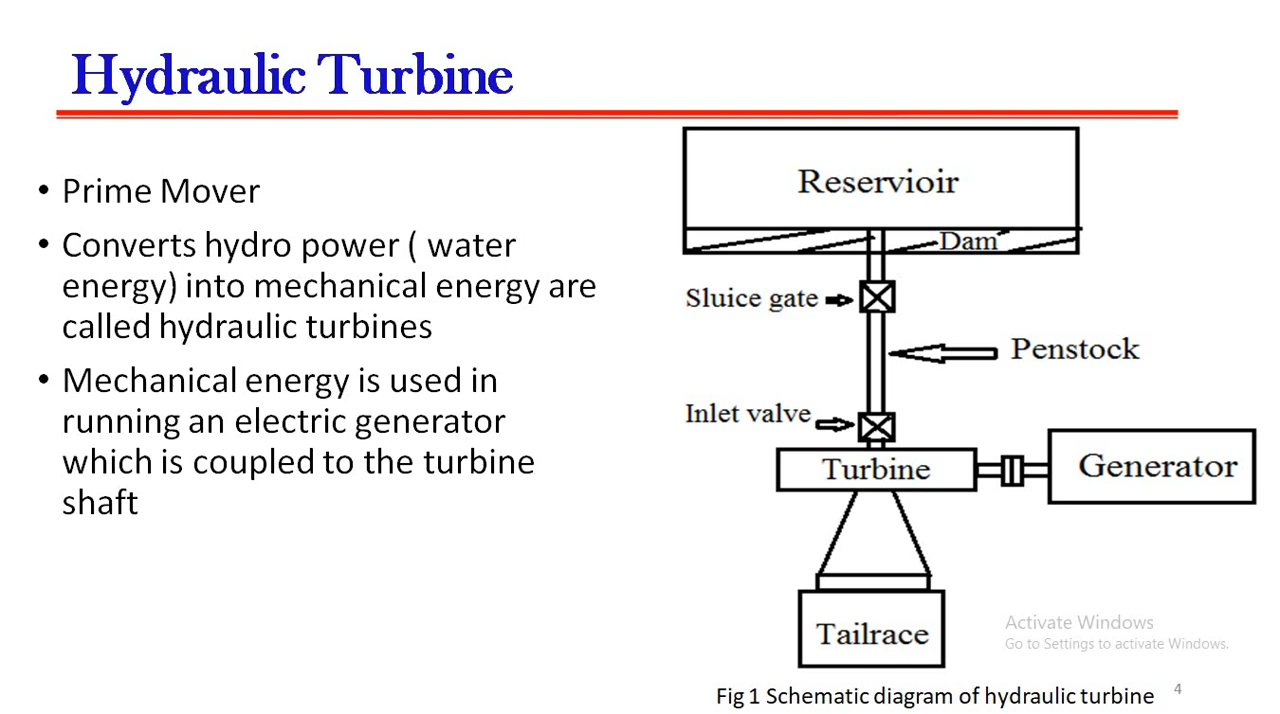 Hydraulic Turbine
• Prime Mover
• Converts hydro power ( water
energy) into mechanical energy are
called hydraulic turbines
• Mechanical energy is used in
running an electric generator
which is coupled to the turbine
shaft
Reservioir
Dam
Sluice gate
Penstock
Inlet valve
Turbine
Generator
Tailrace
Activate Windows
Go to Settings to activate Windows.
Fig 1 Schematic diagram of hydraulic turbine
4